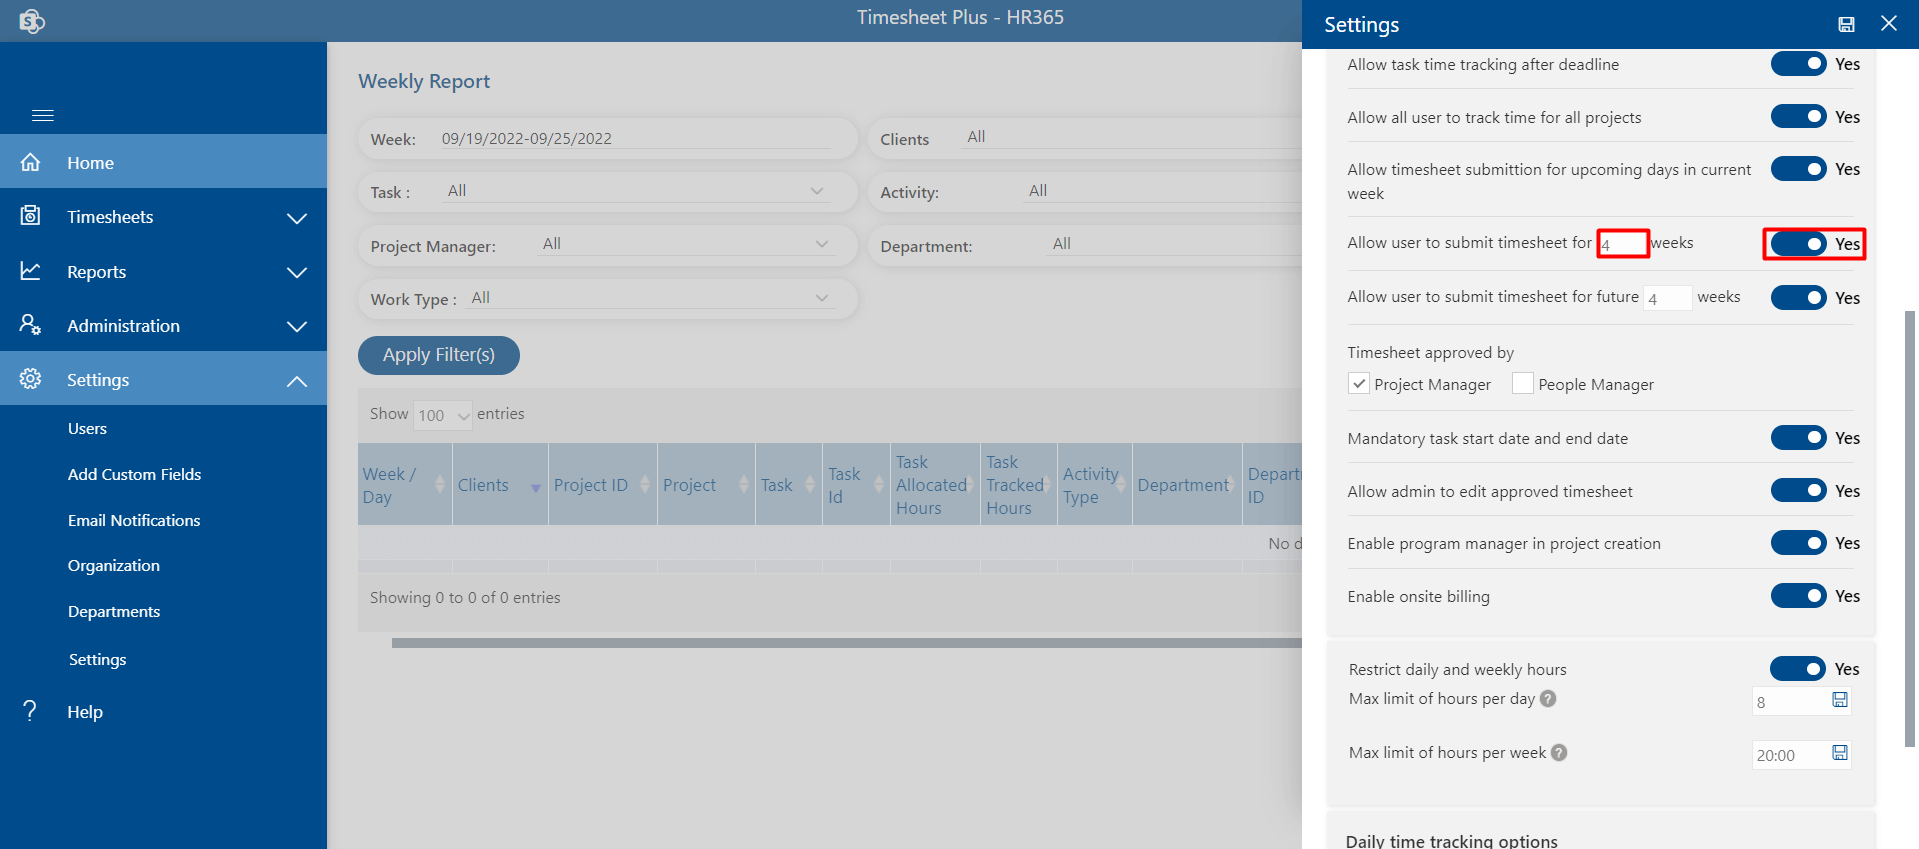 Timesheet Plus - HR365
Home
Timesheets
Reports
Administration
Settings
Users
Add Custom Fields
Email Notifications
Organization
Departments
Settings
Help
Weekly Report
Week: 09/19/2022-09/25/2022
Clients All
Task : All
Activity: All
Project Manager: All
Department: All
Work Type : All
Apply Filter(s)
Show 100 entries
Week / Day
Clients
Project ID
Project
Task
Task Id
Task Allocated Hours
Task Tracked Hours
Activity Type
Department
Depart ID
No d
Showing 0 to 0 of 0 entries
Settings
Allow task time tracking after deadline Yes
Allow all user to track time for all projects Yes
Allow timesheet submittion for upcoming days in current Yes
week
Allow user to submit timesheet for 4 weeks Yes
Allow user to submit timesheet for future 4 weeks Yes
Timesheet approved by
Project Manager People Manager
Mandatory task start date and end date Yes
Allow admin to edit approved timesheet Yes
Enable program manager in project creation Yes
Enable onsite billing Yes
Restrict daily and weekly hours Yes
Max limit of hours per day ? 8
Max limit of hours per week ? 20:00
Daily time tracking options